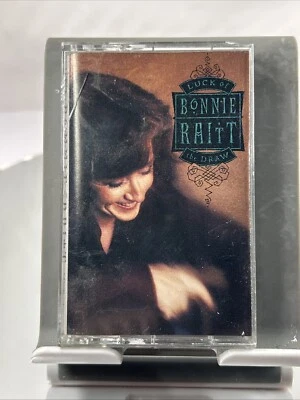 LUCK of
BONNIE
RAITT
the DRAW